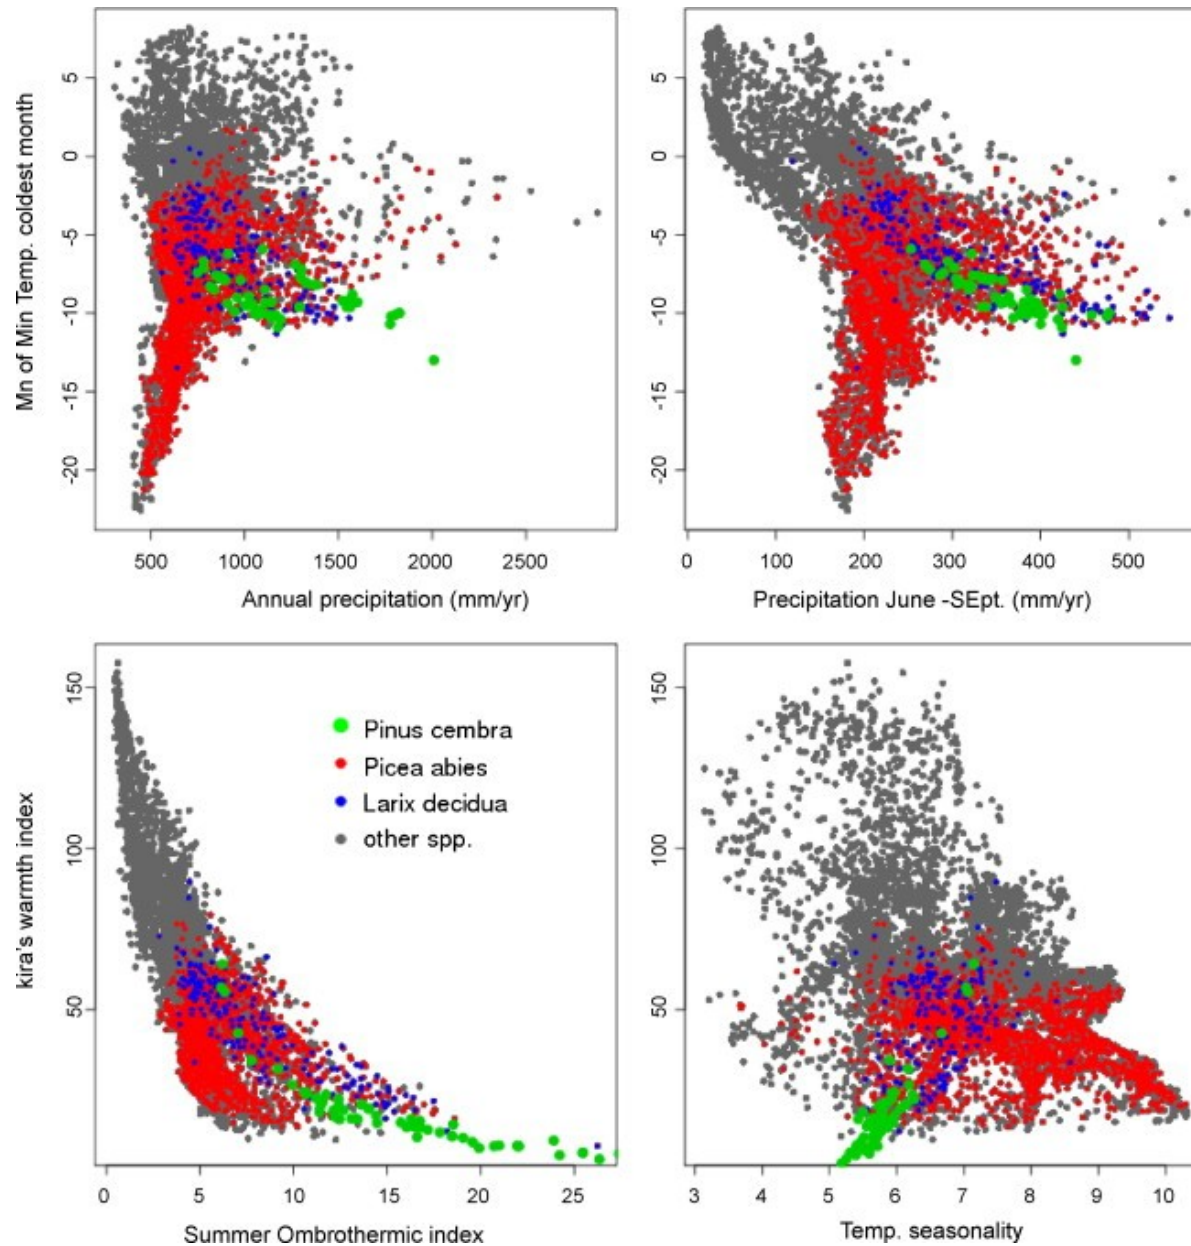 5
0
-5
-10
-15
-20
Mn of Min Temp. coldest month
500 1000 1500 2000 2500
Annual precipitation (mm/yr)
5
0
-5
-10
-15
-20
0 100 200 300 400 500
Precipitation June -SEpt. (mm/yr)
150
100
50
kira's warmth index
Pinus cembra
Picea abies
Larix decidua
other spp.
0 5 10 15 20 25
Summer Ombrothermic index
150
100
50
3 4 5 6 7 8 9 10
Temp. seasonality